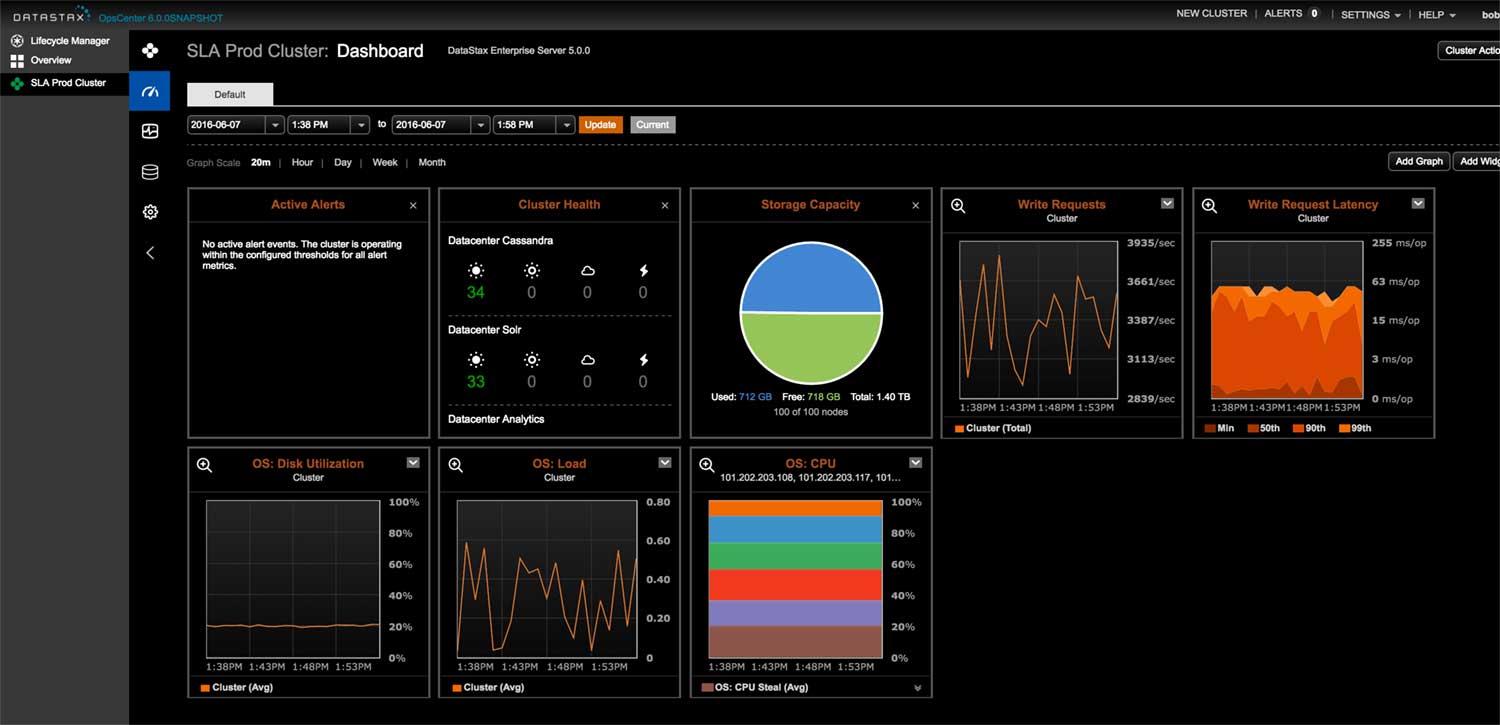 DATASTAX OpsCenter 6.0.0SNAPSHOT
NEW CLUSTER | ALERTS 0 | SETTINGS | HELP bob
Lifecycle Manager
Overview
SLA Prod Cluster
SLA Prod Cluster: Dashboard DataStax Enterprise Server 5.0.0
Cluster Actio
Default
2016-06-07 1:38 PM to 2016-06-07 1:58 PM Update Current
Graph Scale 20m | Hour | Day | Week | Month
Add Graph Add Widg
Active Alerts
No active alert events. The cluster is operating
within the configured thresholds for all alert
metrics.
Cluster Health
Datacenter Cassandra
34 0 0 0
Datacenter Solr
33 0 0 0
Datacenter Analytics
Storage Capacity
Used: 712 GB Free: 718 GB Total: 1.40 TB
100 of 100 nodes
Write Requests
Cluster
3935/sec
3661/sec
3387/sec
3113/sec
2839/sec
1:38PM 1:43PM 1:48PM 1:53PM
Cluster (Total)
Write Request Latency
Cluster
255 ms/op
63 ms/op
15 ms/op
3 ms/op
0 ms/op
1:38PM 1:43PM 1:48PM 1:53PM
Min 50th 90th 99th
OS: Disk Utilization
Cluster
100%
80%
60%
40%
20%
0%
1:38PM 1:43PM 1:48PM 1:53PM
Cluster (Avg)
OS: Load
Cluster
0.80
0.60
0.40
0.20
0
1:38PM 1:43PM 1:48PM 1:53PM
Cluster (Avg)
OS: CPU
101.202.203.108, 101.202.203.117, 101...
100%
80%
60%
40%
20%
0%
1:38PM 1:43PM 1:48PM 1:53PM
OS: CPU Steal (Avg)